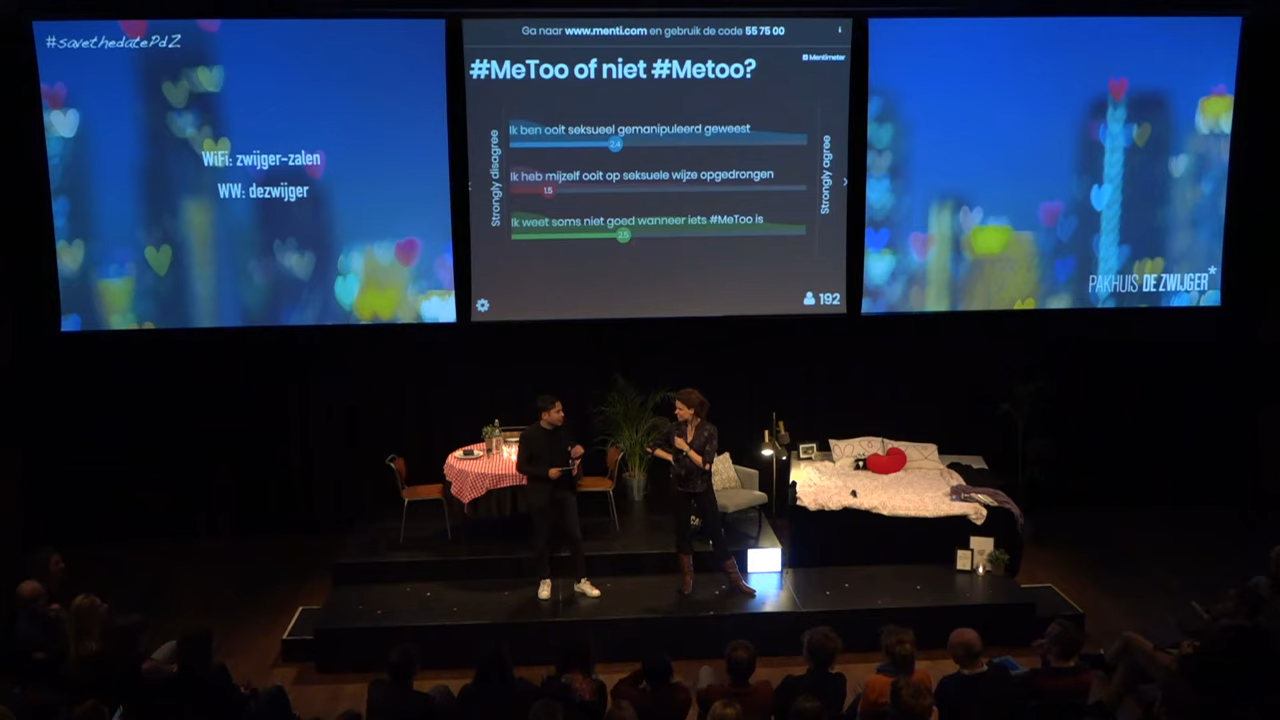 #savethedatePdZ
WiFi: zwijger-zalen
WW: dezwijger
Ga naar www.menti.com en gebruik de code 55 75 00
Mentimeter
#MeToo of niet #Metoo?
Strongly disagree
Ik ben ooit seksueel gemanipuleerd geweest
2.4
Ik heb mijzelf ooit op seksuele wijze opgedrongen
1.5
Ik weet soms niet goed wanneer iets #MeToo is
2.5
Strongly agree
192
PAKHUIS DE ZWIJGER*